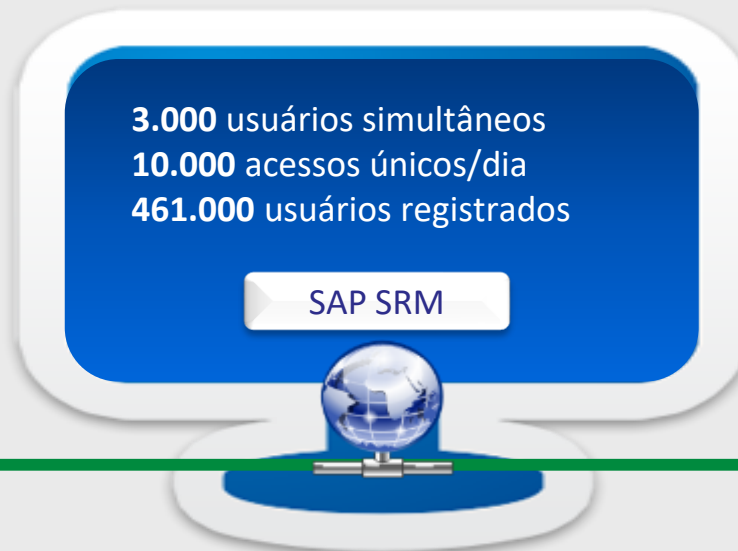 3.000 usuários simultâneos
10.000 acessos únicos/dia
461.000 usuários registrados
SAP SRM